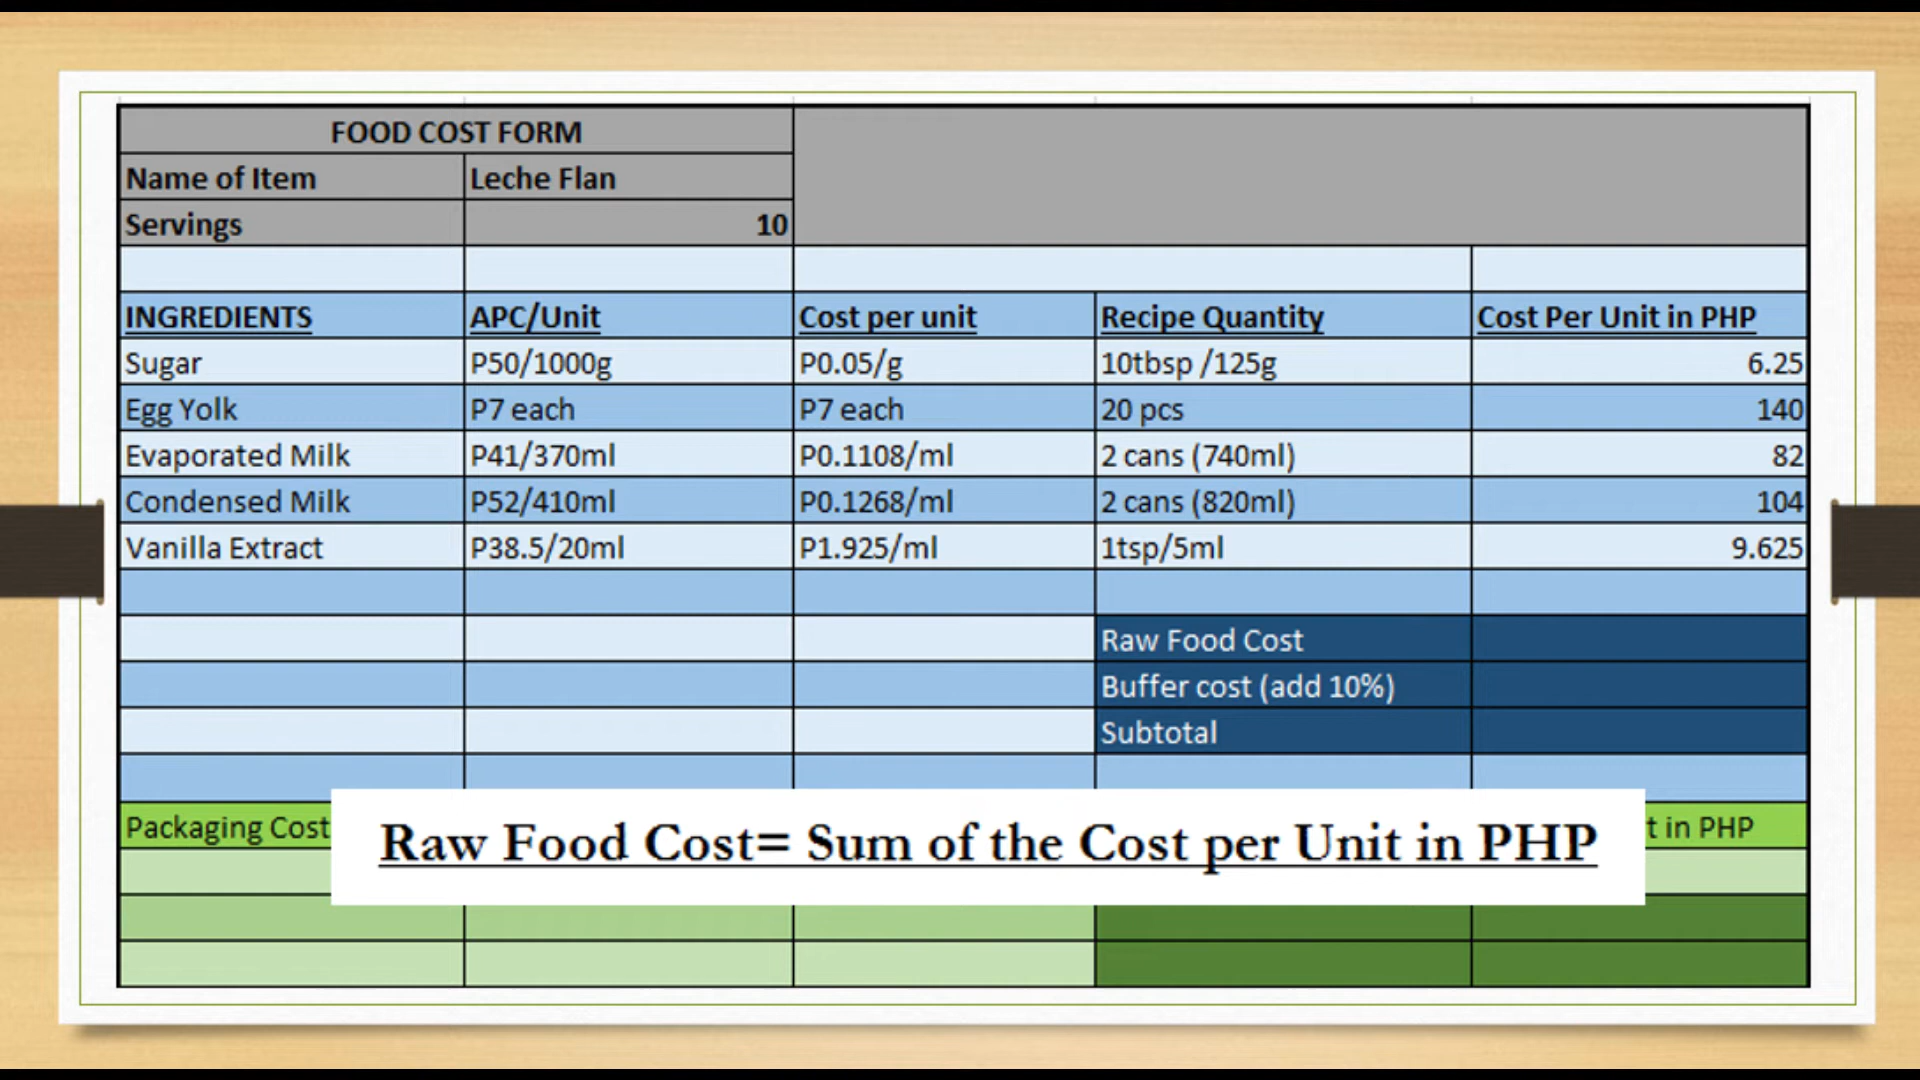 FOOD COST FORM
Name of Item Leche Flan
Servings 10
INGREDIENTS APC/Unit Cost per unit Recipe Quantity Cost Per Unit in PHP
Sugar P50/1000g P0.05/g 10tbsp /125g 6.25
Egg Yolk P7 each P7 each 20 pcs 140
Evaporated Milk P41/370ml P0.1108/ml 2 cans (740ml) 82
Condensed Milk P52/410ml P0.1268/ml 2 cans (820ml) 104
Vanilla Extract P38.5/20ml P1.925/ml 1tsp/5ml 9.625
Raw Food Cost
Buffer cost (add 10%)
Subtotal
Packaging Cost t in PHP
Raw Food Cost= Sum of the Cost per Unit in PHP